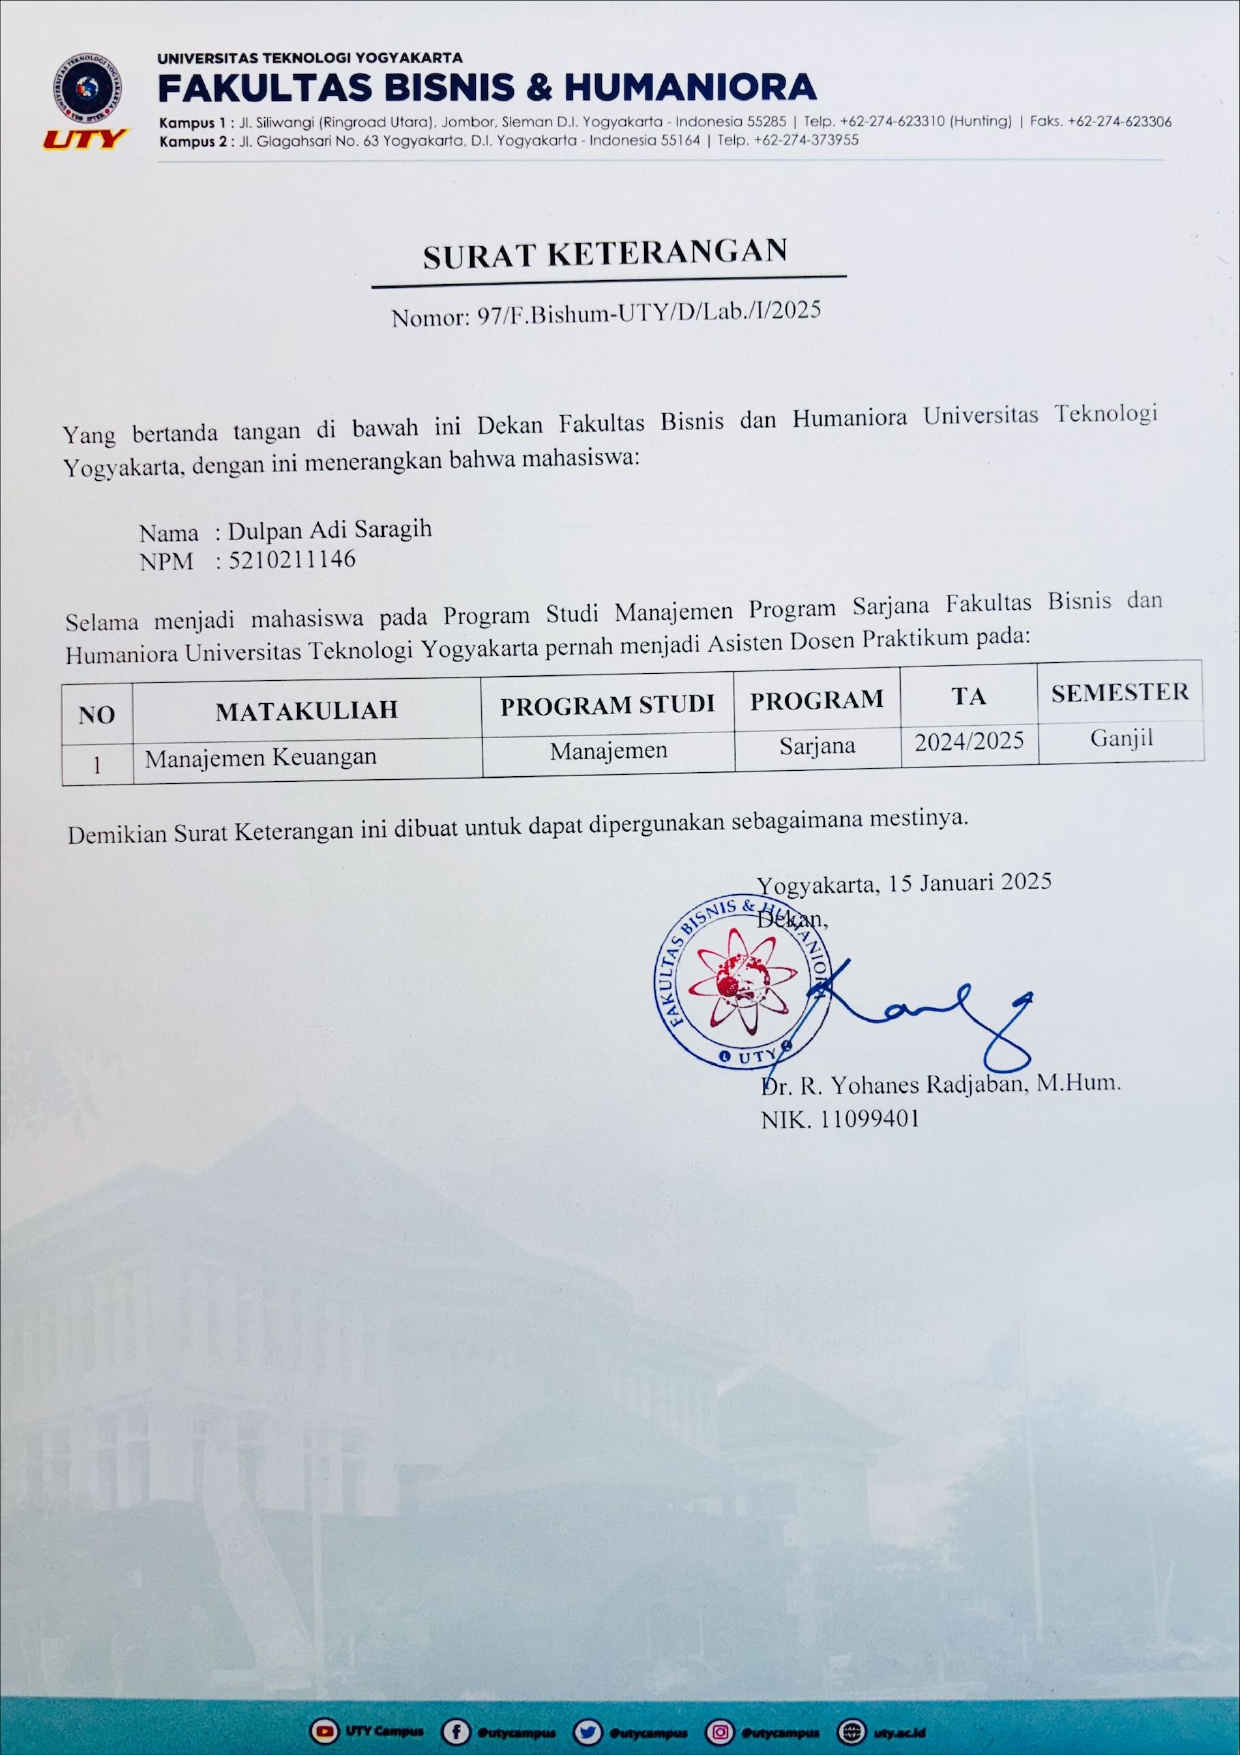 UNIVERSITAS TEKNOLOGI YOGYAKARTA
FAKULTAS BISNIS & HUMANIORA
Kampus 1 : Jl. Siliwangi (Ringroad Utara), Jombor, Sleman D.I. Yogyakarta - Indonesia 55285 | Telp. +62-274-623310 (Hunting) | Faks. +62-274-623306
Kampus 2 : Jl. Glagahsari No. 63 Yogyakarta, D.I. Yogyakarta - Indonesia 55164 | Telp. +62-274-373955
UTY
SURAT KETERANGAN
Nomor: 97/F.Bishum-UTY/D/Lab./I/2025
Yang bertanda tangan di bawah ini Dekan Fakultas Bisnis dan Humaniora Universitas Teknologi
Yogyakarta, dengan ini menerangkan bahwa mahasiswa:
Nama : Dulpan Adi Saragih
NPM : 5210211146
Selama menjadi mahasiswa pada Program Studi Manajemen Program Sarjana Fakultas Bisnis dan
Humaniora Universitas Teknologi Yogyakarta pernah menjadi Asisten Dosen Praktikum pada:
NO MATAKULIAH PROGRAM STUDI PROGRAM TA SEMESTER
1 Manajemen Keuangan Manajemen Sarjana 2024/2025 Ganjil
Demikian Surat Keterangan ini dibuat untuk dapat dipergunakan sebagaimana mestinya.
Yogyakarta, 15 Januari 2025
Dekan,
FAKULTAS BISNIS & HUMANIORA
UTY
Dr. R. Yohanes Radjaban, M.Hum.
NIK. 11099401
UTY Campus @utycampus @utycampus @utycampus uty.ac.id